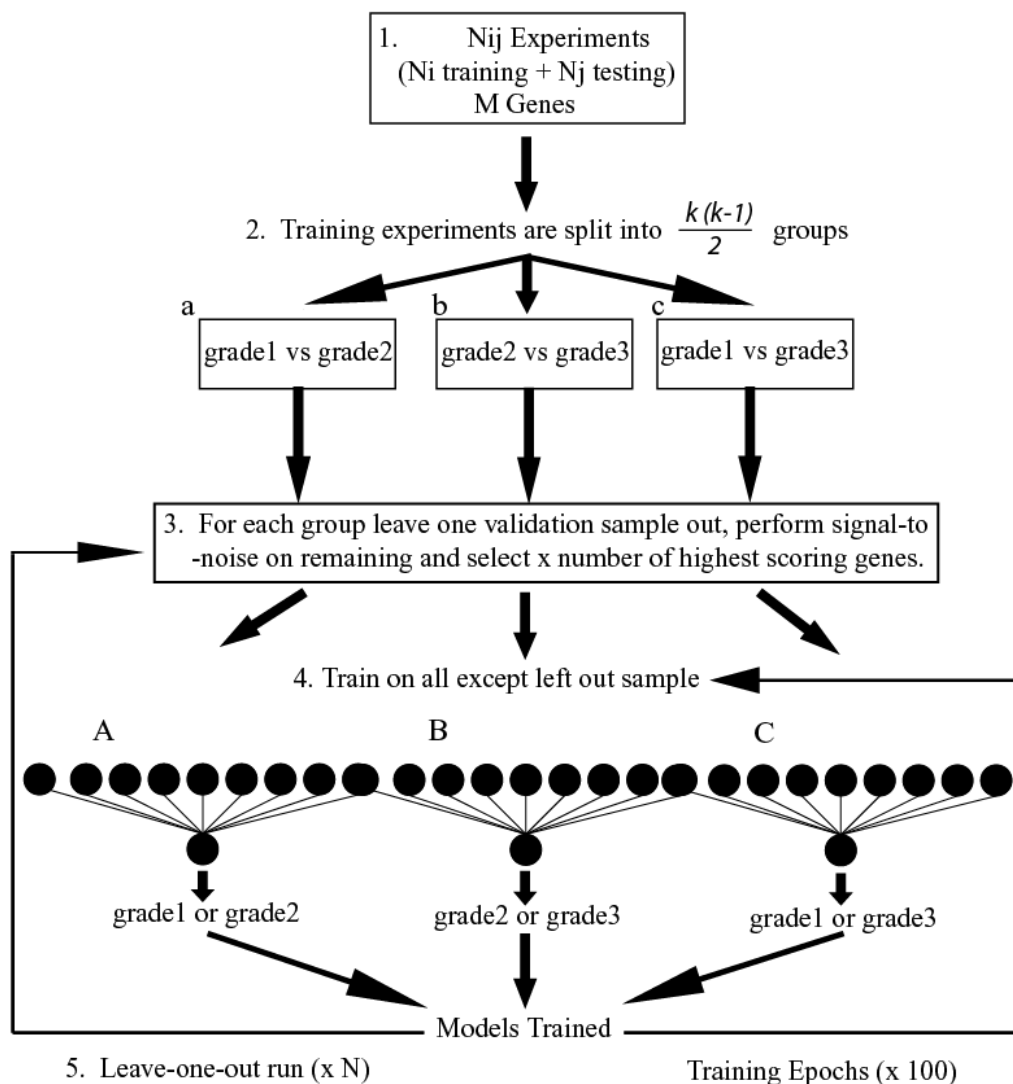 1. Nij Experiments
(Ni training + Nj testing)
M Genes
2. Training experiments are split into k (k-1) / 2 groups
a
b
c
grade1 vs grade2
grade2 vs grade3
grade1 vs grade3
3. For each group leave one validation sample out, perform signal-to
-noise on remaining and select x number of highest scoring genes.
4. Train on all except left out sample
A
B
C
grade1 or grade2
grade2 or grade3
grade1 or grade3
Models Trained
5. Leave-one-out run (x N)
Training Epochs (x 100)